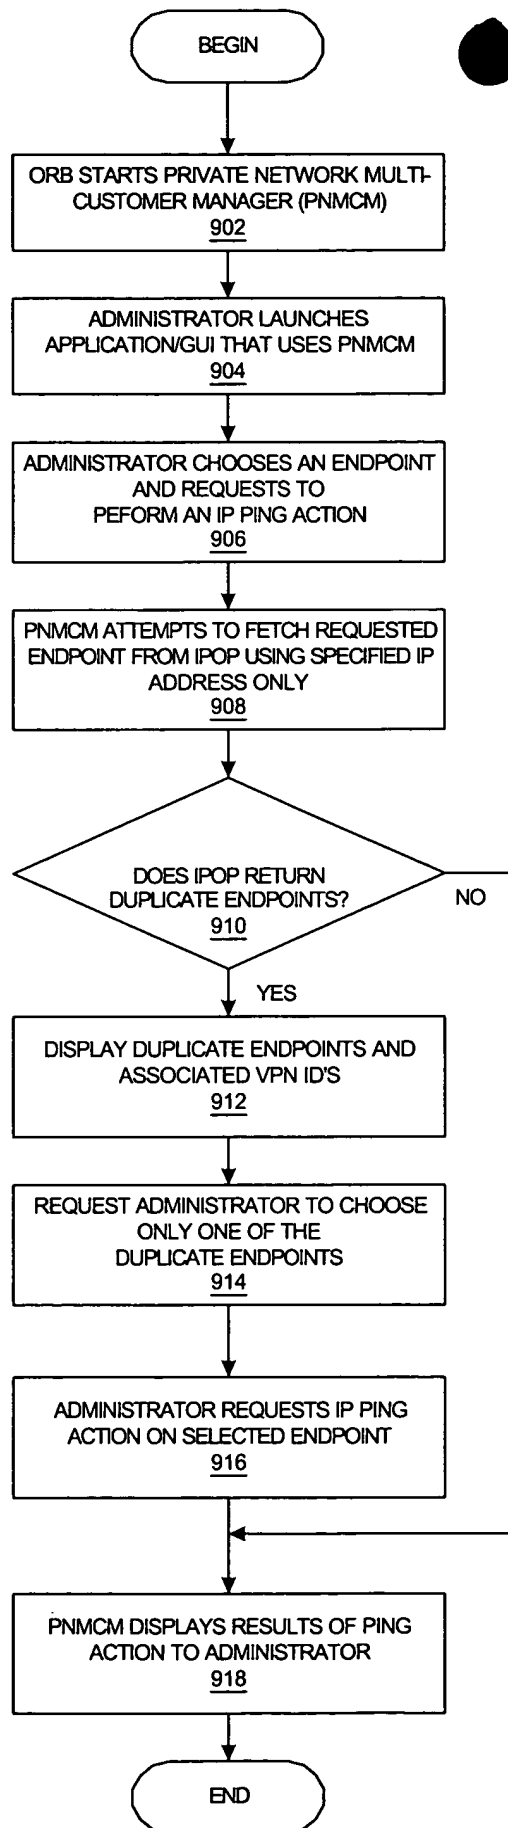 BEGIN
ORB STARTS PRIVATE NETWORK MULTI-
CUSTOMER MANAGER (PNMCM)
902
ADMINISTRATOR LAUNCHES
APPLICATION/GUI THAT USES PNMCM
904
ADMINISTRATOR CHOOSES AN ENDPOINT
AND REQUESTS TO
PEFORM AN IP PING ACTION
906
PNMCM ATTEMPTS TO FETCH REQUESTED
ENDPOINT FROM IPOP USING SPECIFIED IP
ADDRESS ONLY
908
DOES IPOP RETURN
DUPLICATE ENDPOINTS?
910
NO
YES
DISPLAY DUPLICATE ENDPOINTS AND
ASSOCIATED VPN ID'S
912
REQUEST ADMINISTRATOR TO CHOOSE
ONLY ONE OF THE
DUPLICATE ENDPOINTS
914
ADMINISTRATOR REQUESTS IP PING
ACTION ON SELECTED ENDPOINT
916
PNMCM DISPLAYS RESULTS OF PING
ACTION TO ADMINISTRATOR
918
END